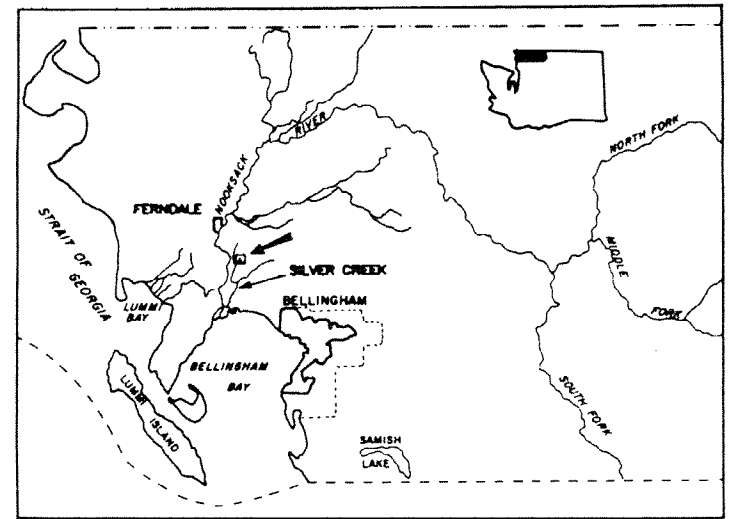 NOOKSACK
RIVER
NORTH FORK
FERNDALE
STRAIT OF
GEORGIA
MIDDLE
FORK
SILVER CREEK
BELLINGHAM
LUMMI
BAY
BELLINGHAM
BAY
LUMMI
ISLAND
SOUTH FORK
SAMISH
LAKE